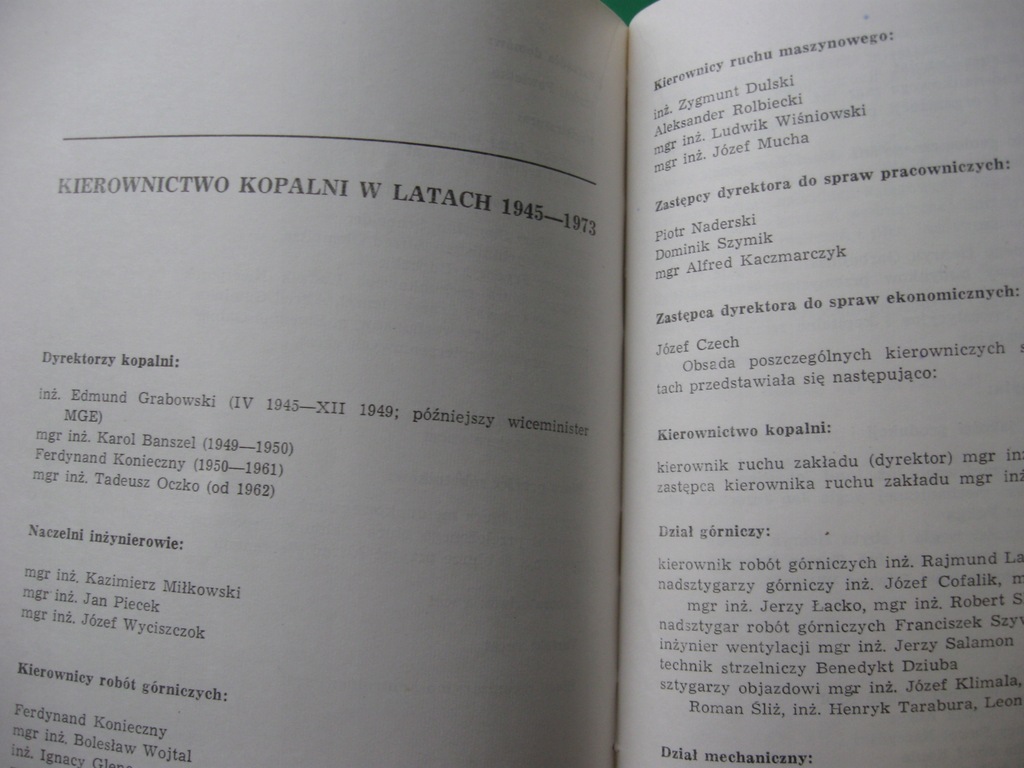 KIEROWNICTWO KOPALNI W LATACH 1945—1973
Dyrektorzy kopalni:
inż. Edmund Grabowski (IV 1945—XII 1949; późniejszy wiceminister
MGE)
mgr inż. Karol Banszel (1949—1950)
Ferdynand Konieczny (1950—1961)
mgr inż. Tadeusz Oczko (od 1962)
Naczelni inżynierowie:
mgr inż. Kazimierz Miłkowski
mgr inż. Jan Piecek
mgr inż. Józef Wyciszczok
Kierownicy robót górniczych:
Ferdynand Konieczny
mgr inż. Bolesław Wojtal
inż. Ignacy
Kierownicy ruchu maszynowego:
inż. Zygmunt Dulski
Aleksander Rolbiecki
mgr inż. Ludwik Wiśniowski
mgr inż. Józef Mucha
Zastępcy dyrektora do spraw pracowniczych:
Piotr Naderski
Dominik Szymik
mgr Alfred Kaczmarczyk
Zastępca dyrektora do spraw ekonomicznych:
Józef Czech
Obsada poszczególnych kierowniczych s
tach przedstawiała się następująco:
Kierownictwo kopalni:
kierownik ruchu zakładu (dyrektor) mgr inż
zastępca kierownika ruchu zakładu mgr inż
Dział górniczy:
kierownik robót górniczych inż. Rajmund La
nadsztygarzy górniczy inż. Józef Cofalik, m
mgr inż. Jerzy Łacko, mgr inż. Robert S
nadsztygar robót górniczych Franciszek Szyw
inżynier wentylacji mgr inż. Jerzy Salamon
technik strzelniczy Benedykt Dziuba
sztygarzy objazdowi mgr inż. Józef Klimala,
Roman Śliż, inż. Henryk Tarabura, Leon
Dział mechaniczny: